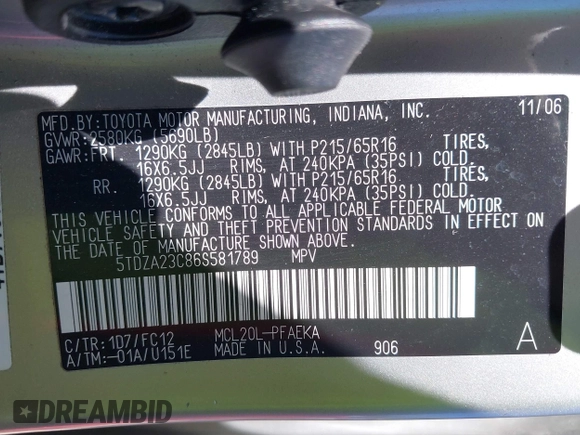 MFD.BY:TOYOTA MOTOR MANUFACTURING, INDIANA, INC. 11/06
GVWR:2580KG (5690LB)
GAWR:FRT. 1290KG (2845LB) WITH P215/65R16 TIRES,
16X6.5JJ RIMS, AT 240KPA (35PSI) COLD.
RR. 1290KG (2845LB) WITH P215/65R16 TIRES,
16X6.5JJ RIMS, AT 240KPA (35PSI) COLD.
THIS VEHICLE CONFORMS TO ALL APPLICABLE FEDERAL MOTOR
VEHICLE SAFETY AND THEFT PREVENTION STANDARDS IN EFFECT ON
THE DATE OF MANUFACTURE SHOWN ABOVE.
5TDZA23C86S581789 MPV
C/TR:1D7/FC12 MCL20L-PFAEKA
A/TM:-01A/U151E MADE IN U.S.A. 906 A
DREAMBID